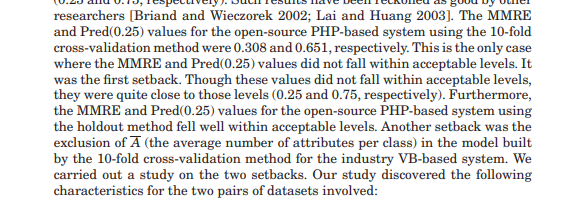 (0.25 and 0.75, respectively). Such results have been reckoned as good by other
researchers [Briand and Wieczorek 2002; Lai and Huang 2003]. The MMRE
and Pred(0.25) values for the open-source PHP-based system using the 10-fold
cross-validation method were 0.308 and 0.651, respectively. This is the only case
where the MMRE and Pred(0.25) values did not fall within acceptable levels. It
was the first setback. Though these values did not fall within acceptable levels,
they were quite close to those levels (0.25 and 0.75, respectively). Furthermore,
the MMRE and Pred(0.25) values for the open-source PHP-based system using
the holdout method fell well within acceptable levels. Another setback was the
exclusion of A̅ (the average number of attributes per class) in the model built
by the 10-fold cross-validation method for the industry VB-based system. We
carried out a study on the two setbacks. Our study discovered the following
characteristics for the two pairs of datasets involved: